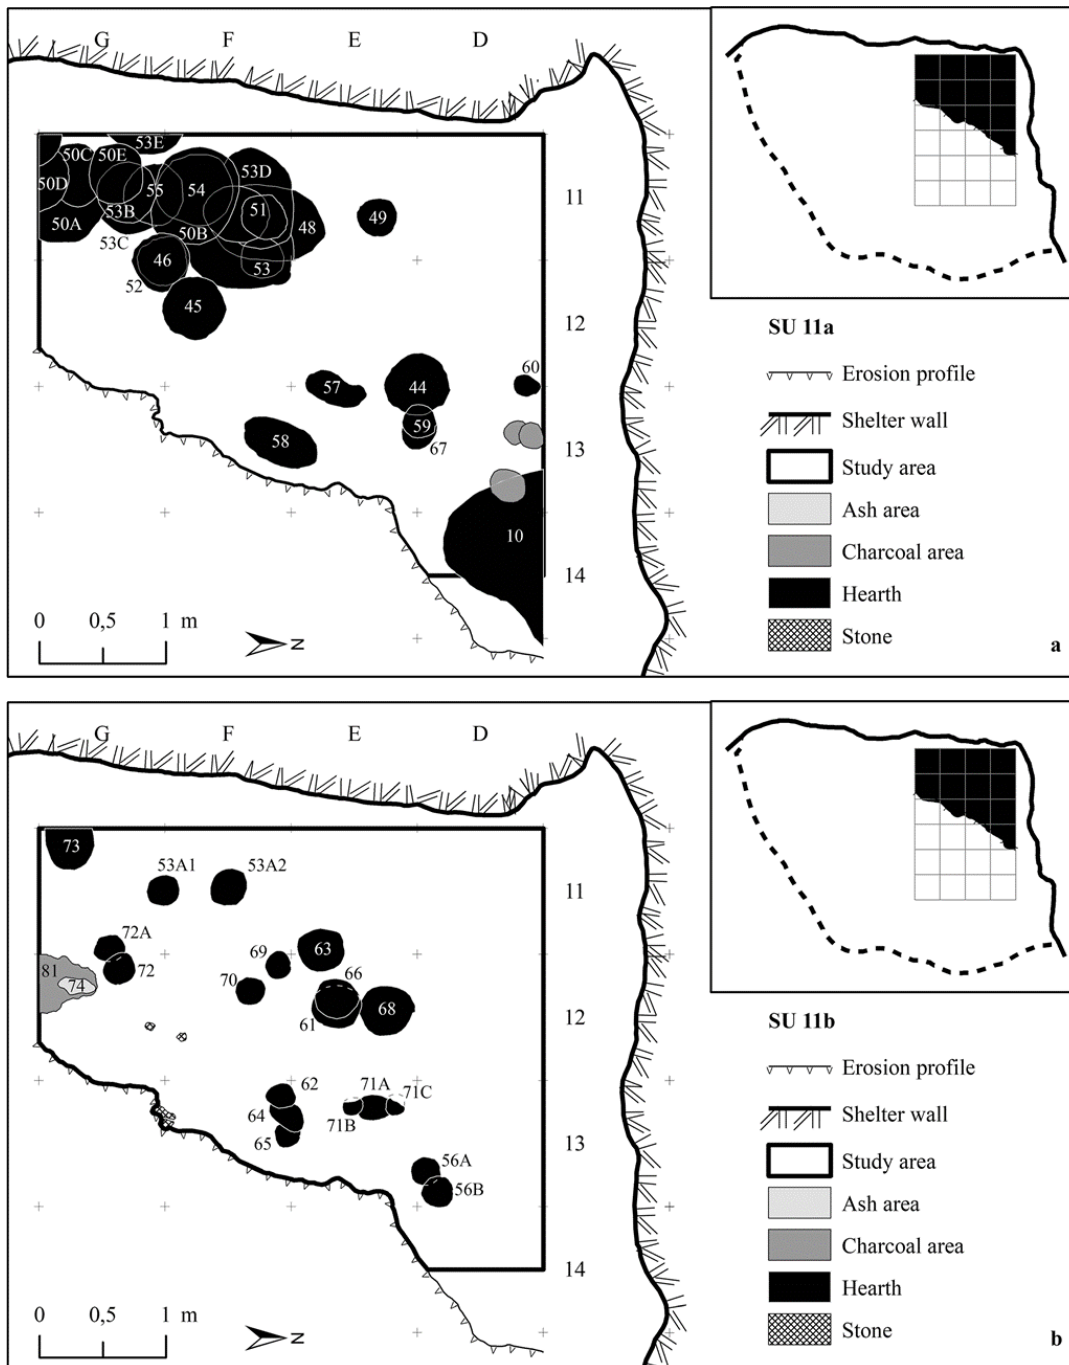 G F E D
53E
50C 50E
53D
11
50D 55 54
51
50A 53B
50B
48
49
53C
46
53
52
45
12
57 44 60
59
58
67
13
10
14
0 0,5 1 m
N
SU 11a
Erosion profile
Shelter wall
Study area
Ash area
Charcoal area
Hearth
Stone
a
G F E D
73
53A1 53A2
11
72A
69 63
72
81
74
70
66
61
68
12
62 71A 71C
64
71B
65
13
56A
56B
14
0 0,5 1 m
N
SU 11b
Erosion profile
Shelter wall
Study area
Ash area
Charcoal area
Hearth
Stone
b